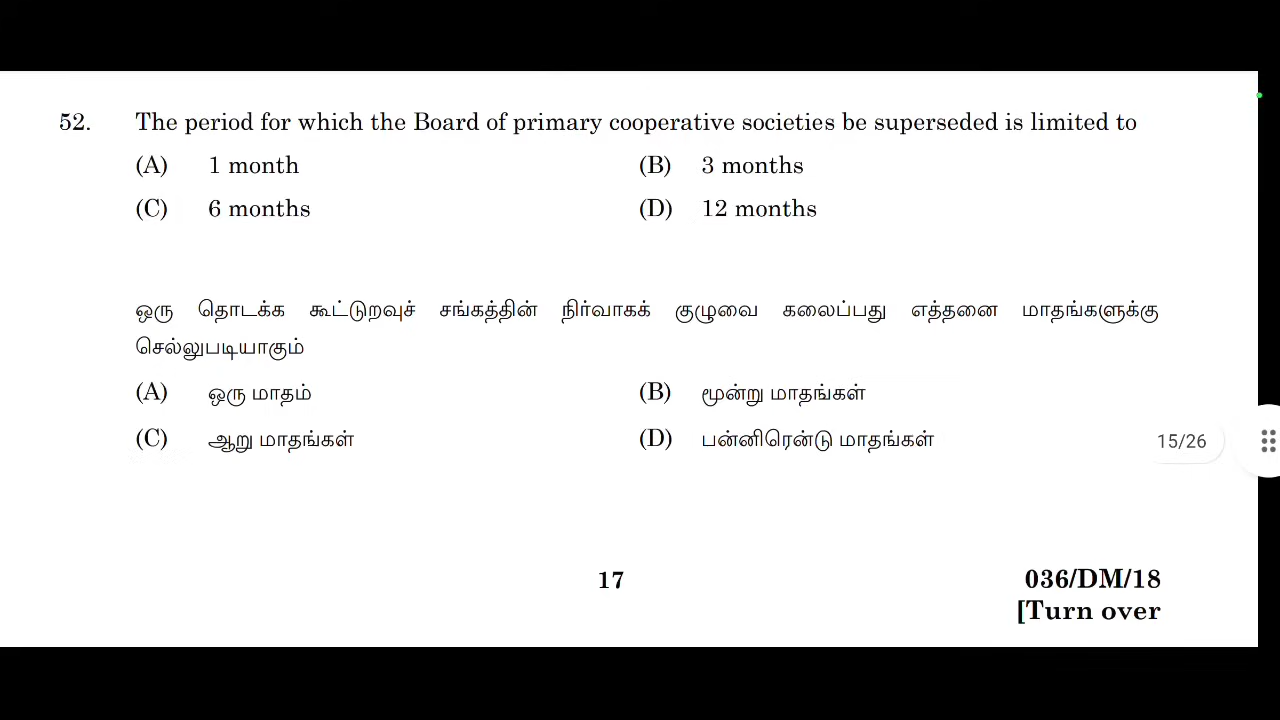 52. The period for which the Board of primary cooperative societies be superseded is limited to
(A) 1 month (B) 3 months
(C) 6 months (D) 12 months
ஒரு தொடக்க கூட்டுறவுச் சங்கத்தின் நிர்வாகக் குழுவை கலைப்பது எத்தனை மாதங்களுக்கு
செல்லுபடியாகும்
(A) ஒரு மாதம் (B) மூன்று மாதங்கள்
(C) ஆறு மாதங்கள் (D) பன்னிரென்டு மாதங்கள்
15/26
17 036/DM/18
[Turn over